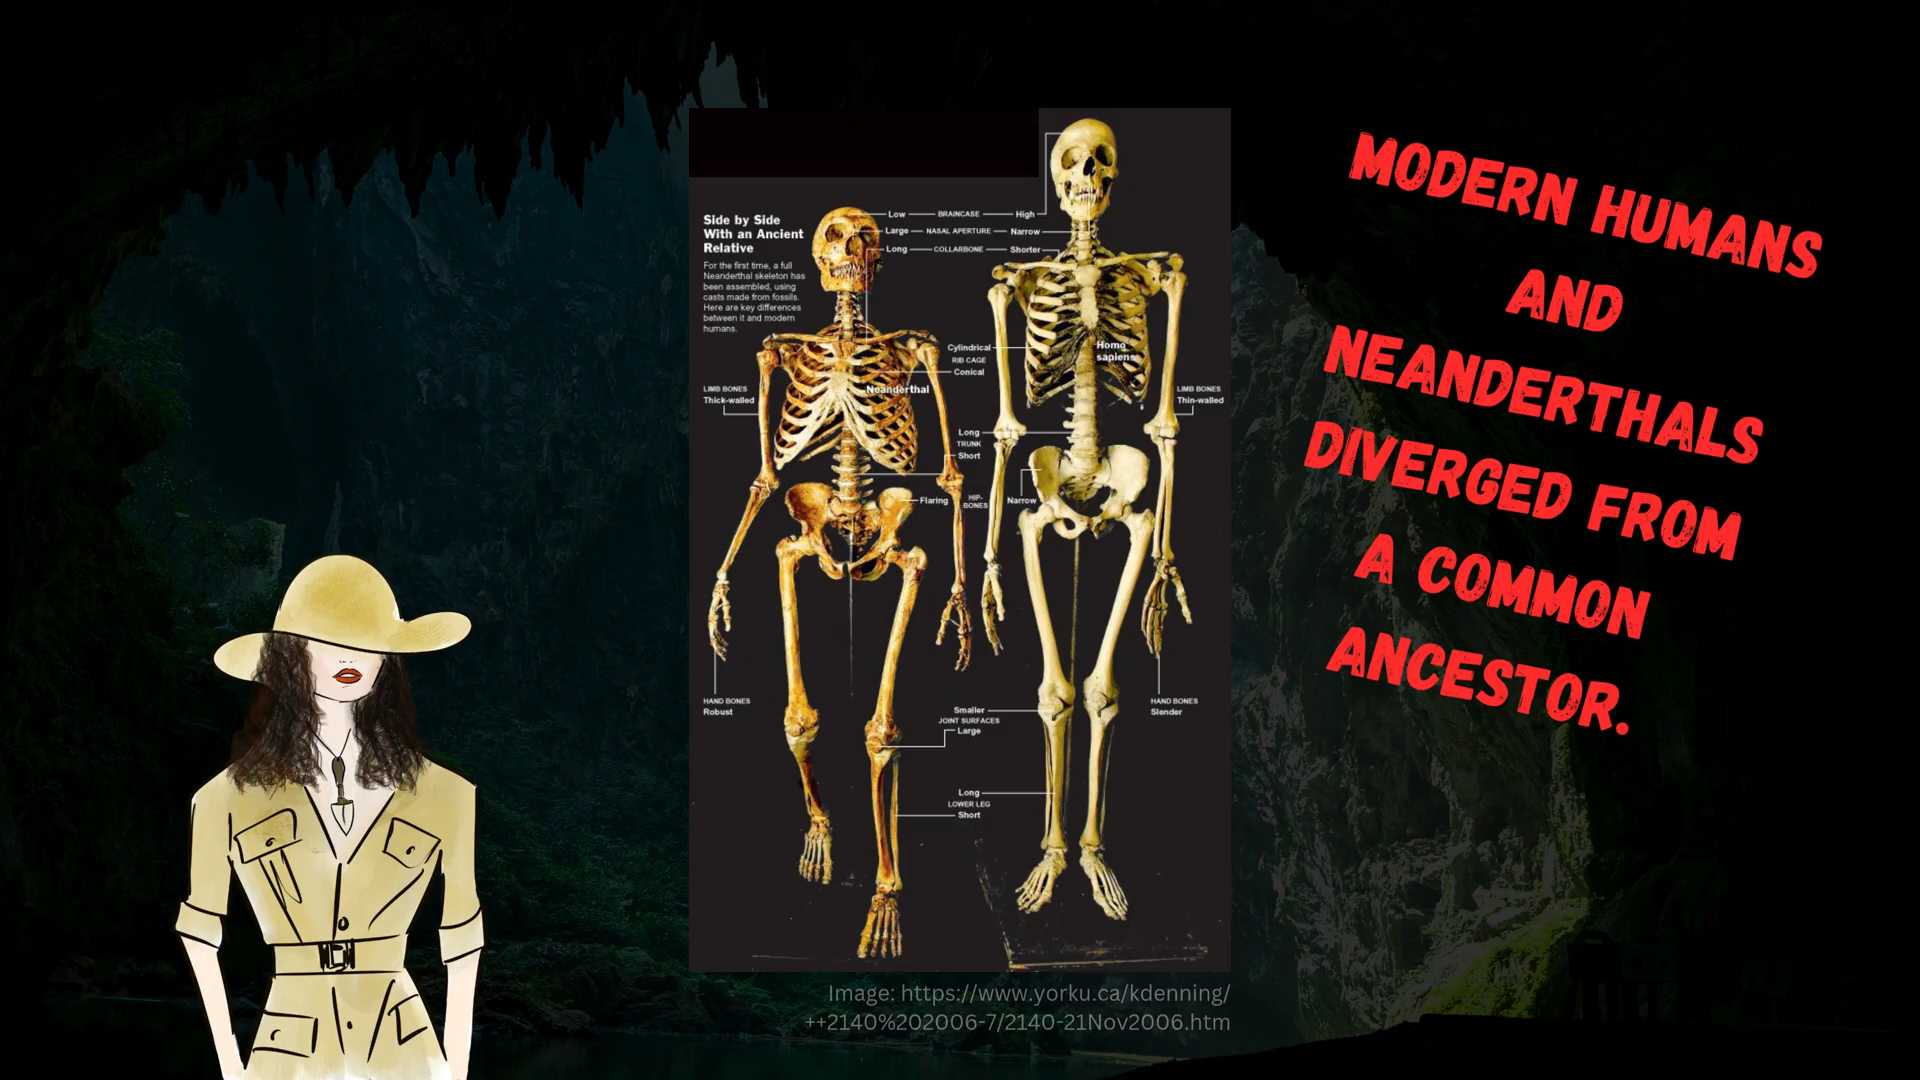 MODERN HUMANS
AND
NEANDERTHALS
DIVERGED FROM
A COMMON
ANCESTOR.
Side by Side
With an Ancient
Relative
For the first time, a full
Neanderthal skeleton has
been assembled, using
casts made from fossils.
Here are key differences
between it and modern
humans.
Low BRAINCASE High
Large NASAL APERTURE Narrow
Long COLLARBONE Shorter
Cylindrical
RIB CAGE
Conical
Homo
sapiens
Neanderthal
LIMB BONES
Thick-walled
LIMB BONES
Thin-walled
Long
TRUNK
Short
Flaring HIP-
BONES Narrow
HAND BONES
Robust
HAND BONES
Slender
Smaller
JOINT SURFACES
Large
Long
LOWER LEG
Short
Image: https://www.yorku.ca/kdenning/
++2140%202006-7/2140-21Nov2006.htm